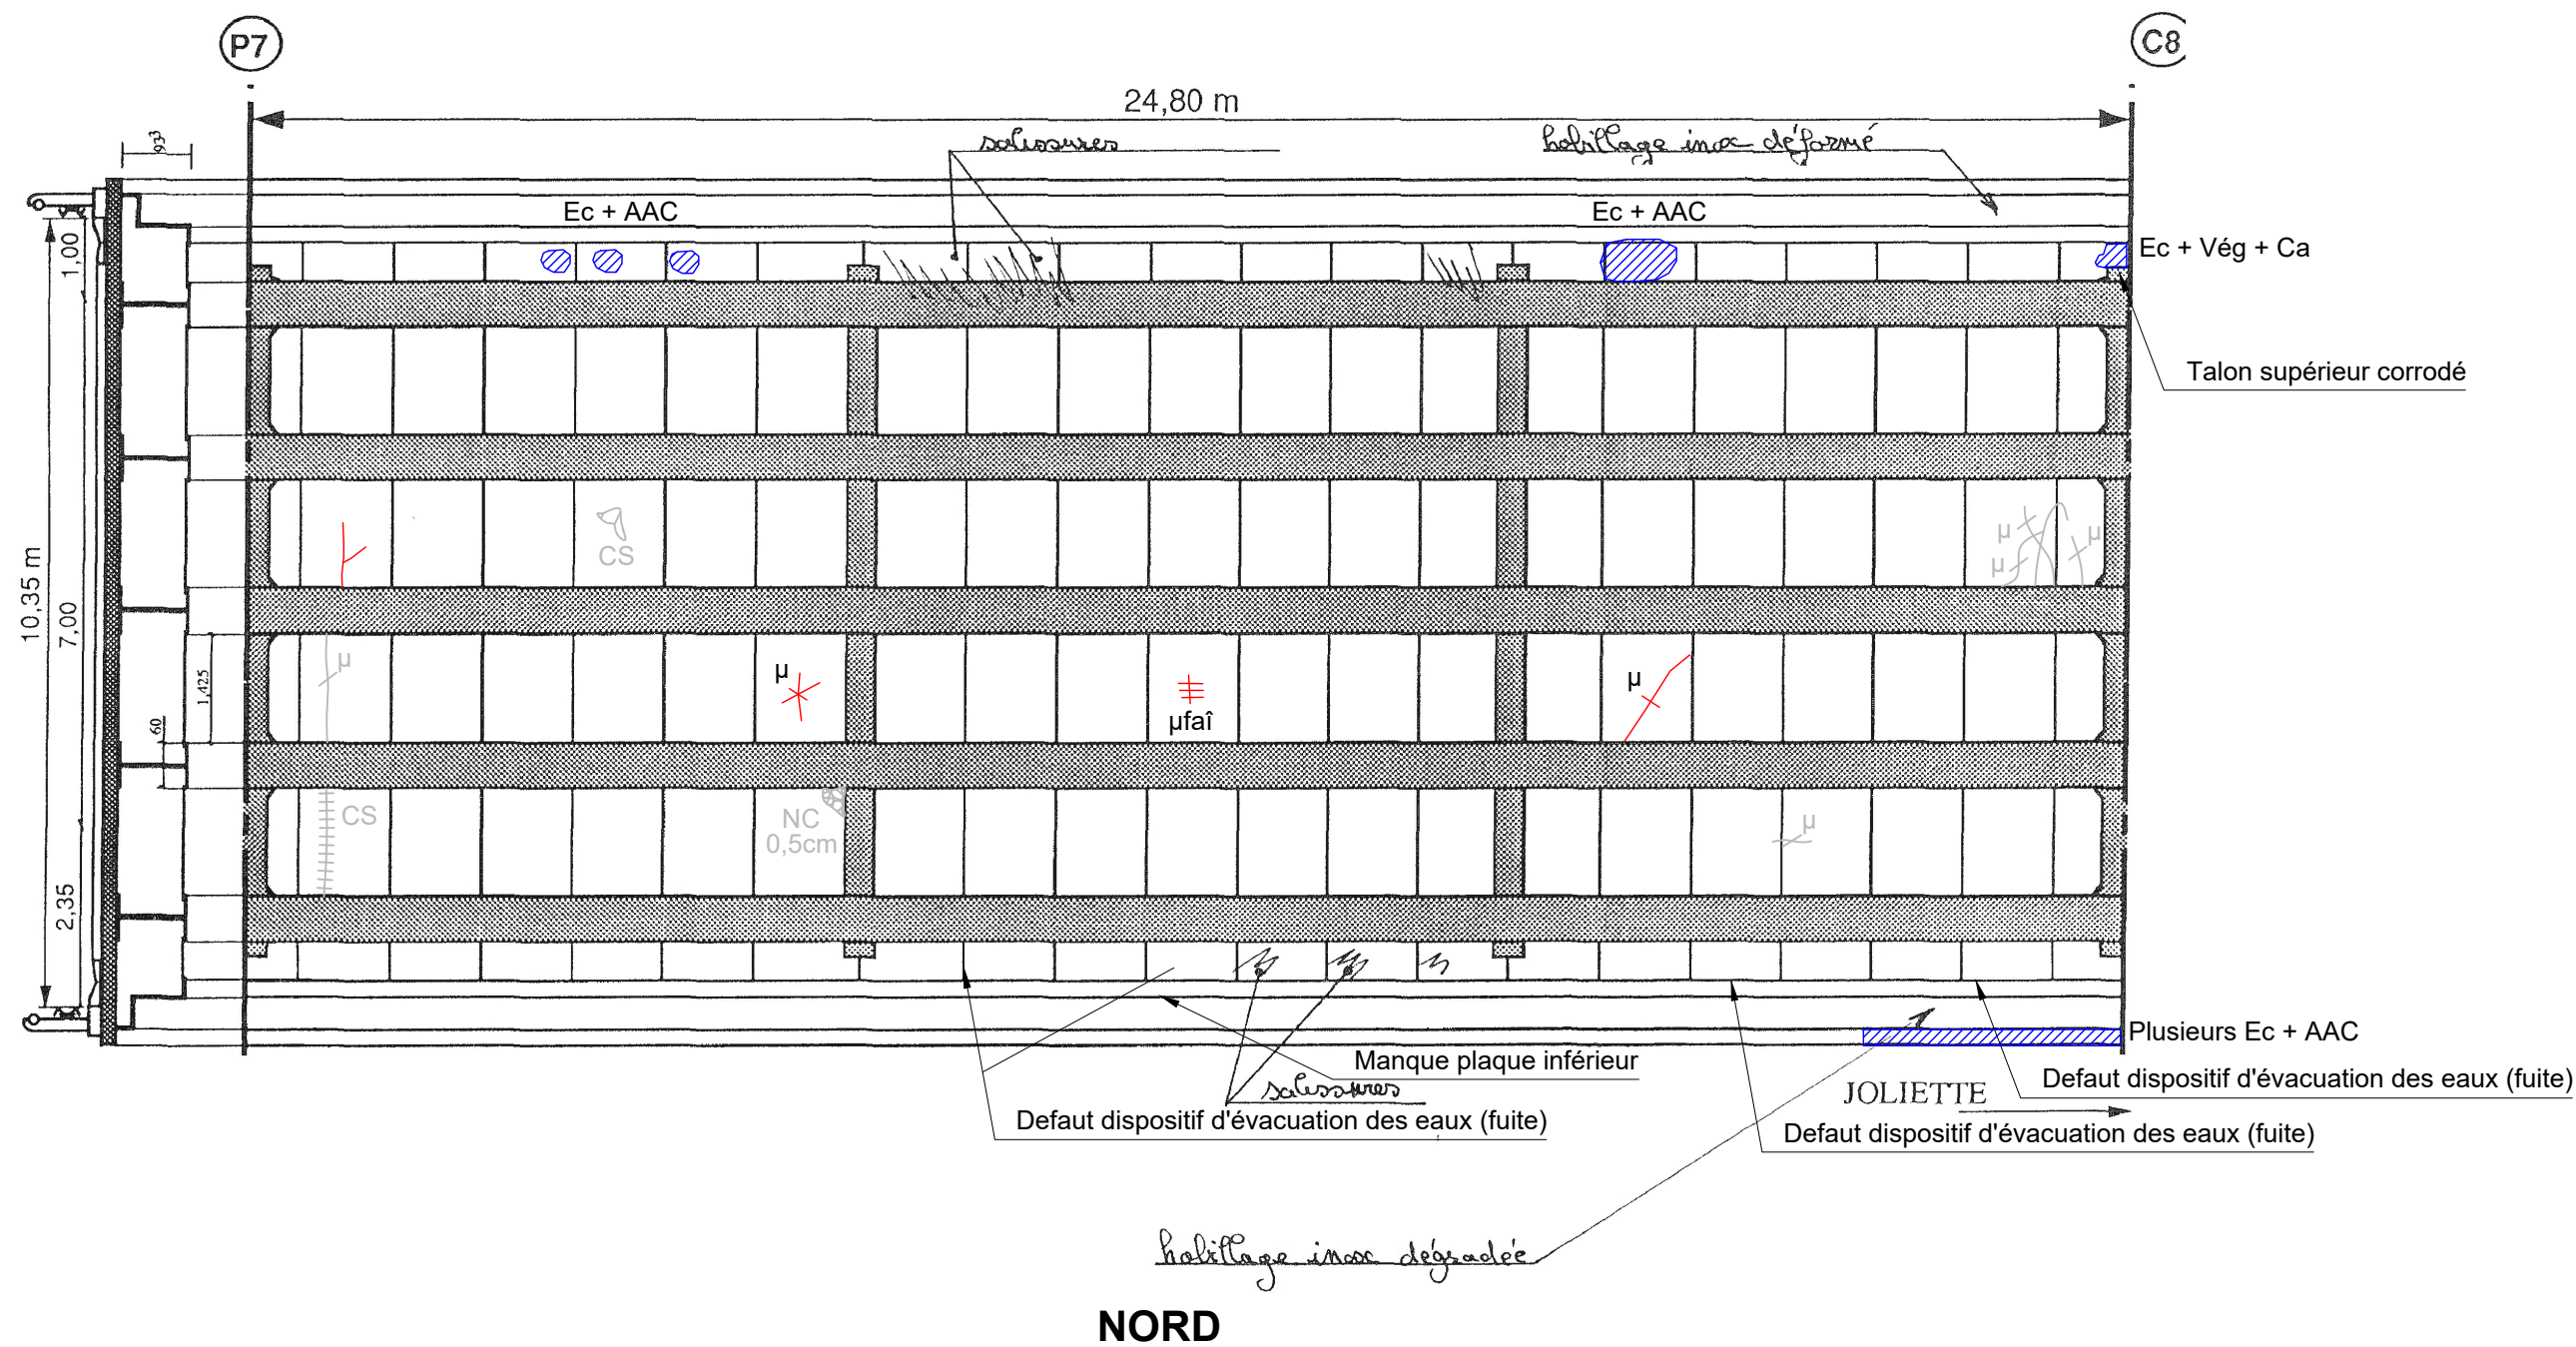 P7
C8
24,80 m
salissures
habillage inox déformé
93
Ec + AAC
Ec + AAC
Ec + Vég + Ca
1,00
Talon supérieur corrodé
CS
µ
µ
µ
10,35 m
7,00
1,425
µ
µ
µfaî
µ
60
CS
NC
0,5cm
µ
2,35
Plusieurs Ec + AAC
Manque plaque inférieur
salissures
JOLIETTE
Defaut dispositif d'évacuation des eaux (fuite)
Defaut dispositif d'évacuation des eaux (fuite)
Defaut dispositif d'évacuation des eaux (fuite)
habillage inox dégradée
NORD